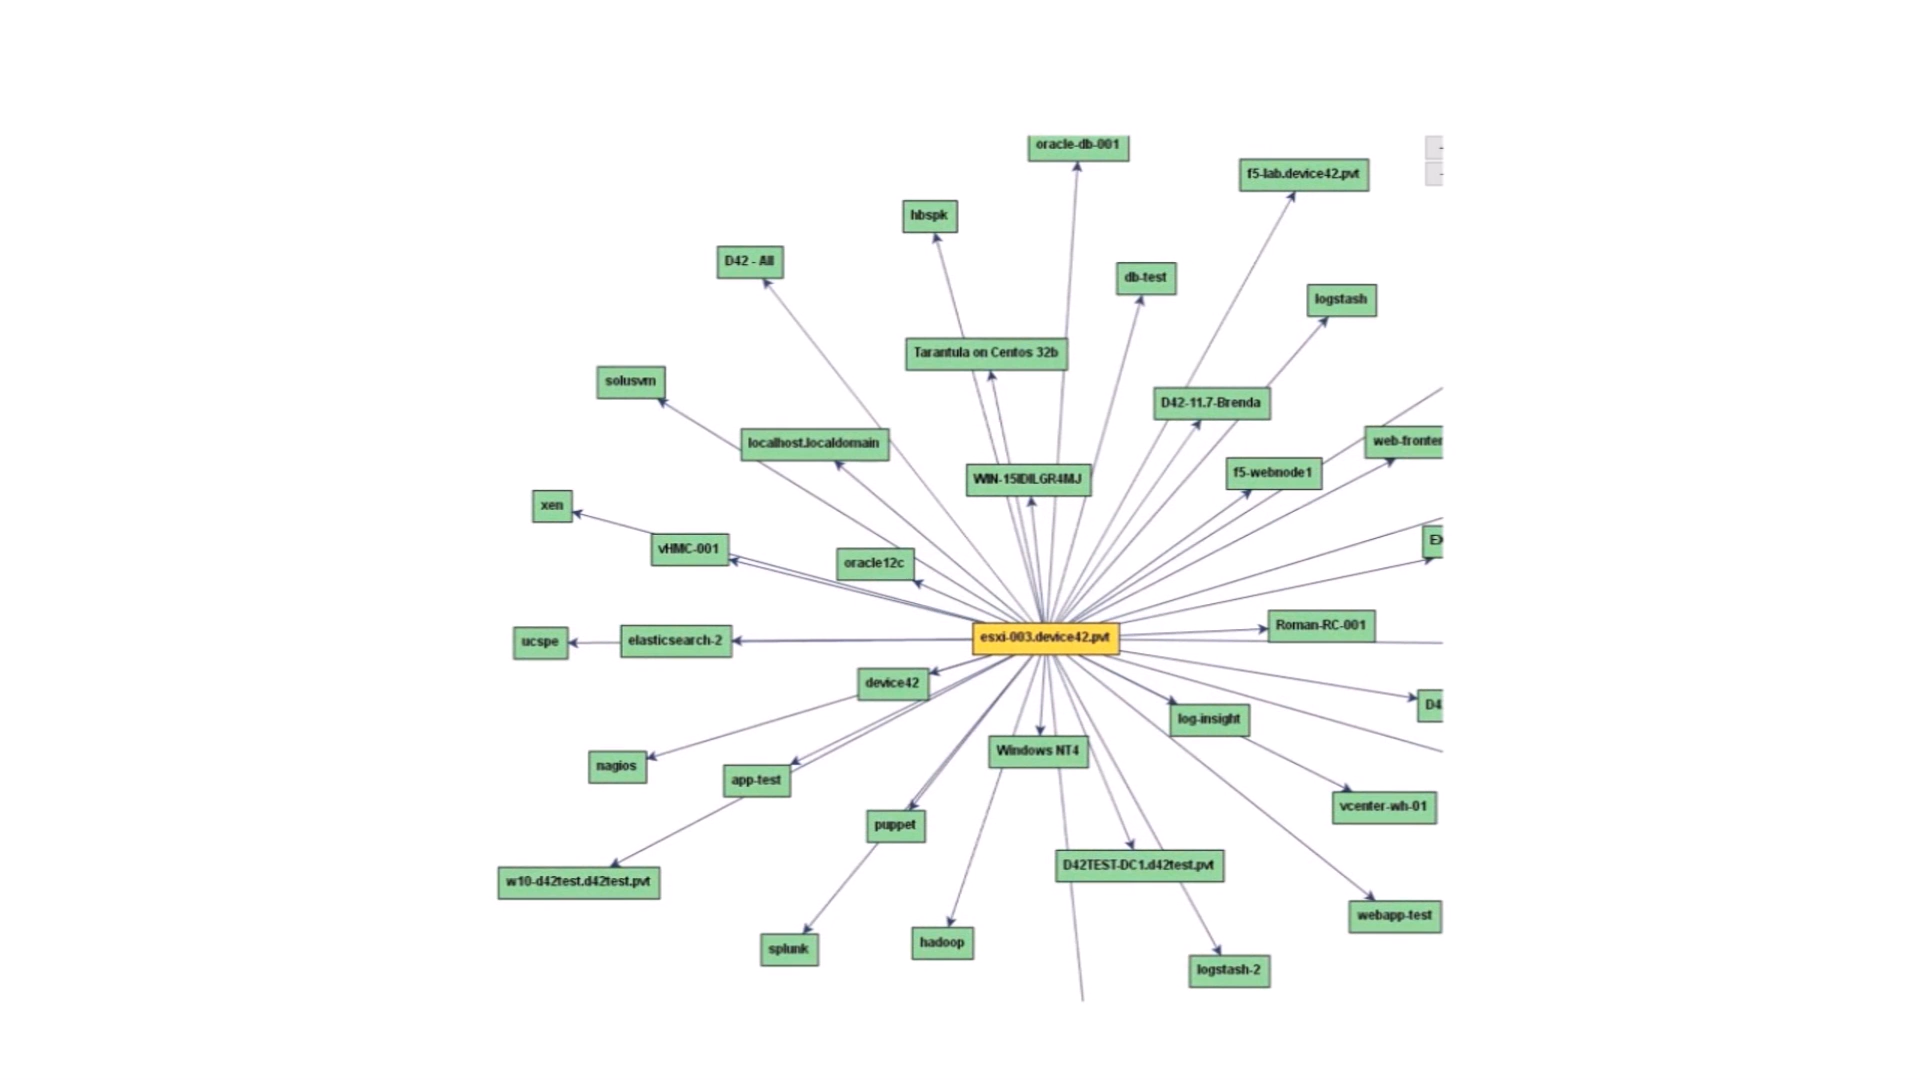 oracle-db-001
f5-lab.device42.pvt
hbspk
D42 - All
db-test
logstash
Tarantula on Centos 32b
solusvm
D42-11.7-Brenda
localhost.localdomain
web-fronter
f5-webnode1
WIN-15IDILGR4MJ
xen
EX
vHMC-001
oracle12c
Roman-RC-001
esxi-003.device42.pvt
ucspe
elasticsearch-2
device42
D4
log-insight
Windows NT4
nagios
app-test
vcenter-wh-01
puppet
D42TEST-DC1.d42test.pvt
w10-d42test.d42test.pvt
webapp-test
splunk
hadoop
logstash-2